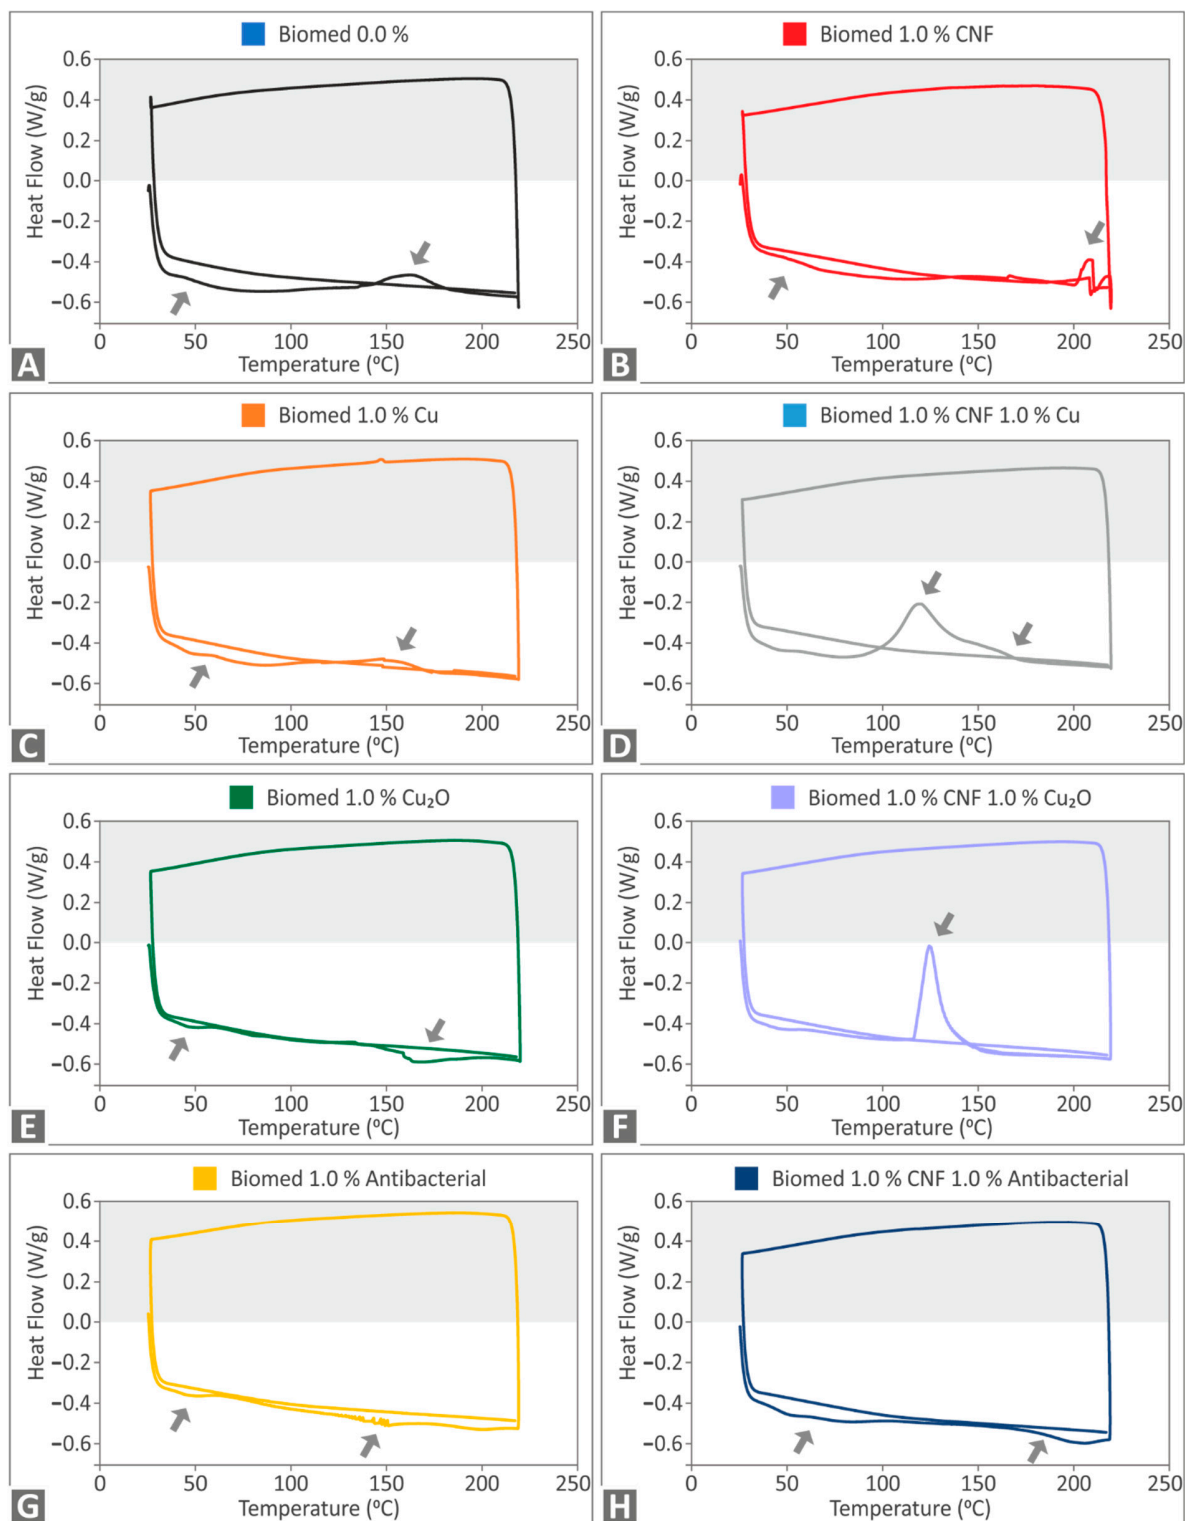 Biomed 0.0 %
Heat Flow (W/g)
0.6
0.4
0.2
0.0
−0.2
−0.4
−0.6
0 50 100 150 200 250
Temperature (ºC)
A
Biomed 1.0 % CNF
Heat Flow (W/g)
0.6
0.4
0.2
0.0
−0.2
−0.4
−0.6
0 50 100 150 200 250
Temperature (ºC)
B
Biomed 1.0 % Cu
Heat Flow (W/g)
0.6
0.4
0.2
0.0
−0.2
−0.4
−0.6
0 50 100 150 200 250
Temperature (ºC)
C
Biomed 1.0 % CNF 1.0 % Cu
Heat Flow (W/g)
0.6
0.4
0.2
0.0
−0.2
−0.4
−0.6
0 50 100 150 200 250
Temperature (ºC)
D
Biomed 1.0 % Cu₂O
Heat Flow (W/g)
0.6
0.4
0.2
0.0
−0.2
−0.4
−0.6
0 50 100 150 200 250
Temperature (ºC)
E
Biomed 1.0 % CNF 1.0 % Cu₂O
Heat Flow (W/g)
0.6
0.4
0.2
0.0
−0.2
−0.4
−0.6
0 50 100 150 200 250
Temperature (ºC)
F
Biomed 1.0 % Antibacterial
Heat Flow (W/g)
0.6
0.4
0.2
0.0
−0.2
−0.4
−0.6
0 50 100 150 200 250
Temperature (ºC)
G
Biomed 1.0 % CNF 1.0 % Antibacterial
Heat Flow (W/g)
0.6
0.4
0.2
0.0
−0.2
−0.4
−0.6
0 50 100 150 200 250
Temperature (ºC)
H